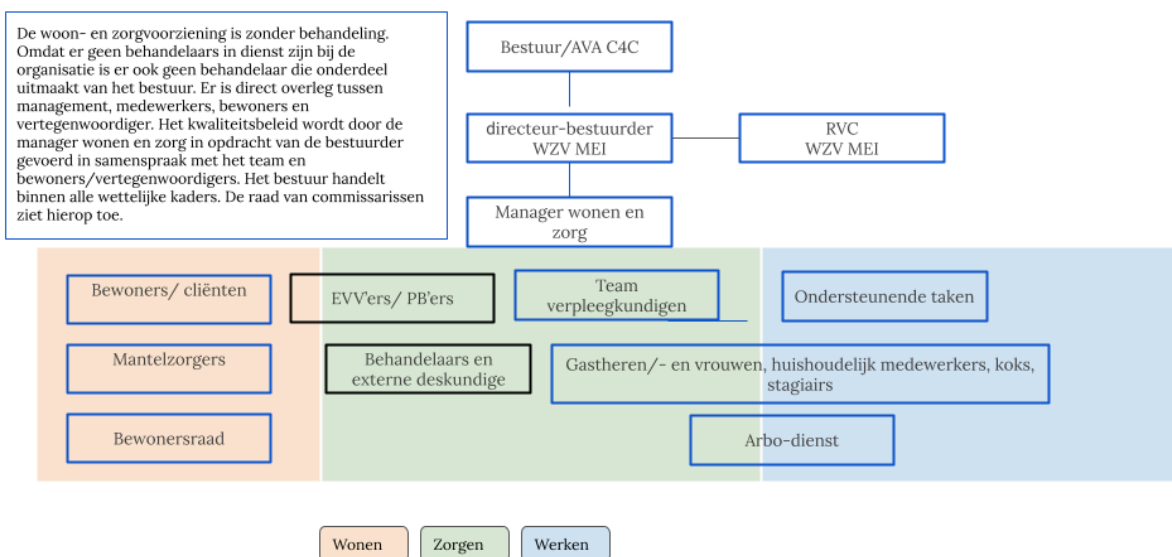 De woon- en zorgvoorziening is zonder behandeling.
Omdat er geen behandelaars in dienst zijn bij de
organisatie is er ook geen behandelaar die onderdeel
uitmaakt van het bestuur. Er is direct overleg tussen
management, medewerkers, bewoners en
vertegenwoordiger. Het kwaliteitsbeleid wordt door de
manager wonen en zorg in opdracht van de bestuurder
gevoerd in samenspraak met het team en
bewoners/vertegenwoordigers. Het bestuur handelt
binnen alle wettelijke kaders. De raad van commissarissen
ziet hierop toe.
Bestuur/AVA C4C
directeur-bestuurder
WZV MEI
RVC
WZV MEI
Manager wonen en
zorg
Bewoners/ cliënten
EVV'ers/ PB'ers
Team
verpleegkundigen
Ondersteunende taken
Mantelzorgers
Behandelaars en
externe deskundige
Gastheren/- en vrouwen, huishoudelijk medewerkers, koks,
stagiairs
Bewonersraad
Arbo-dienst
Wonen
Zorgen
Werken